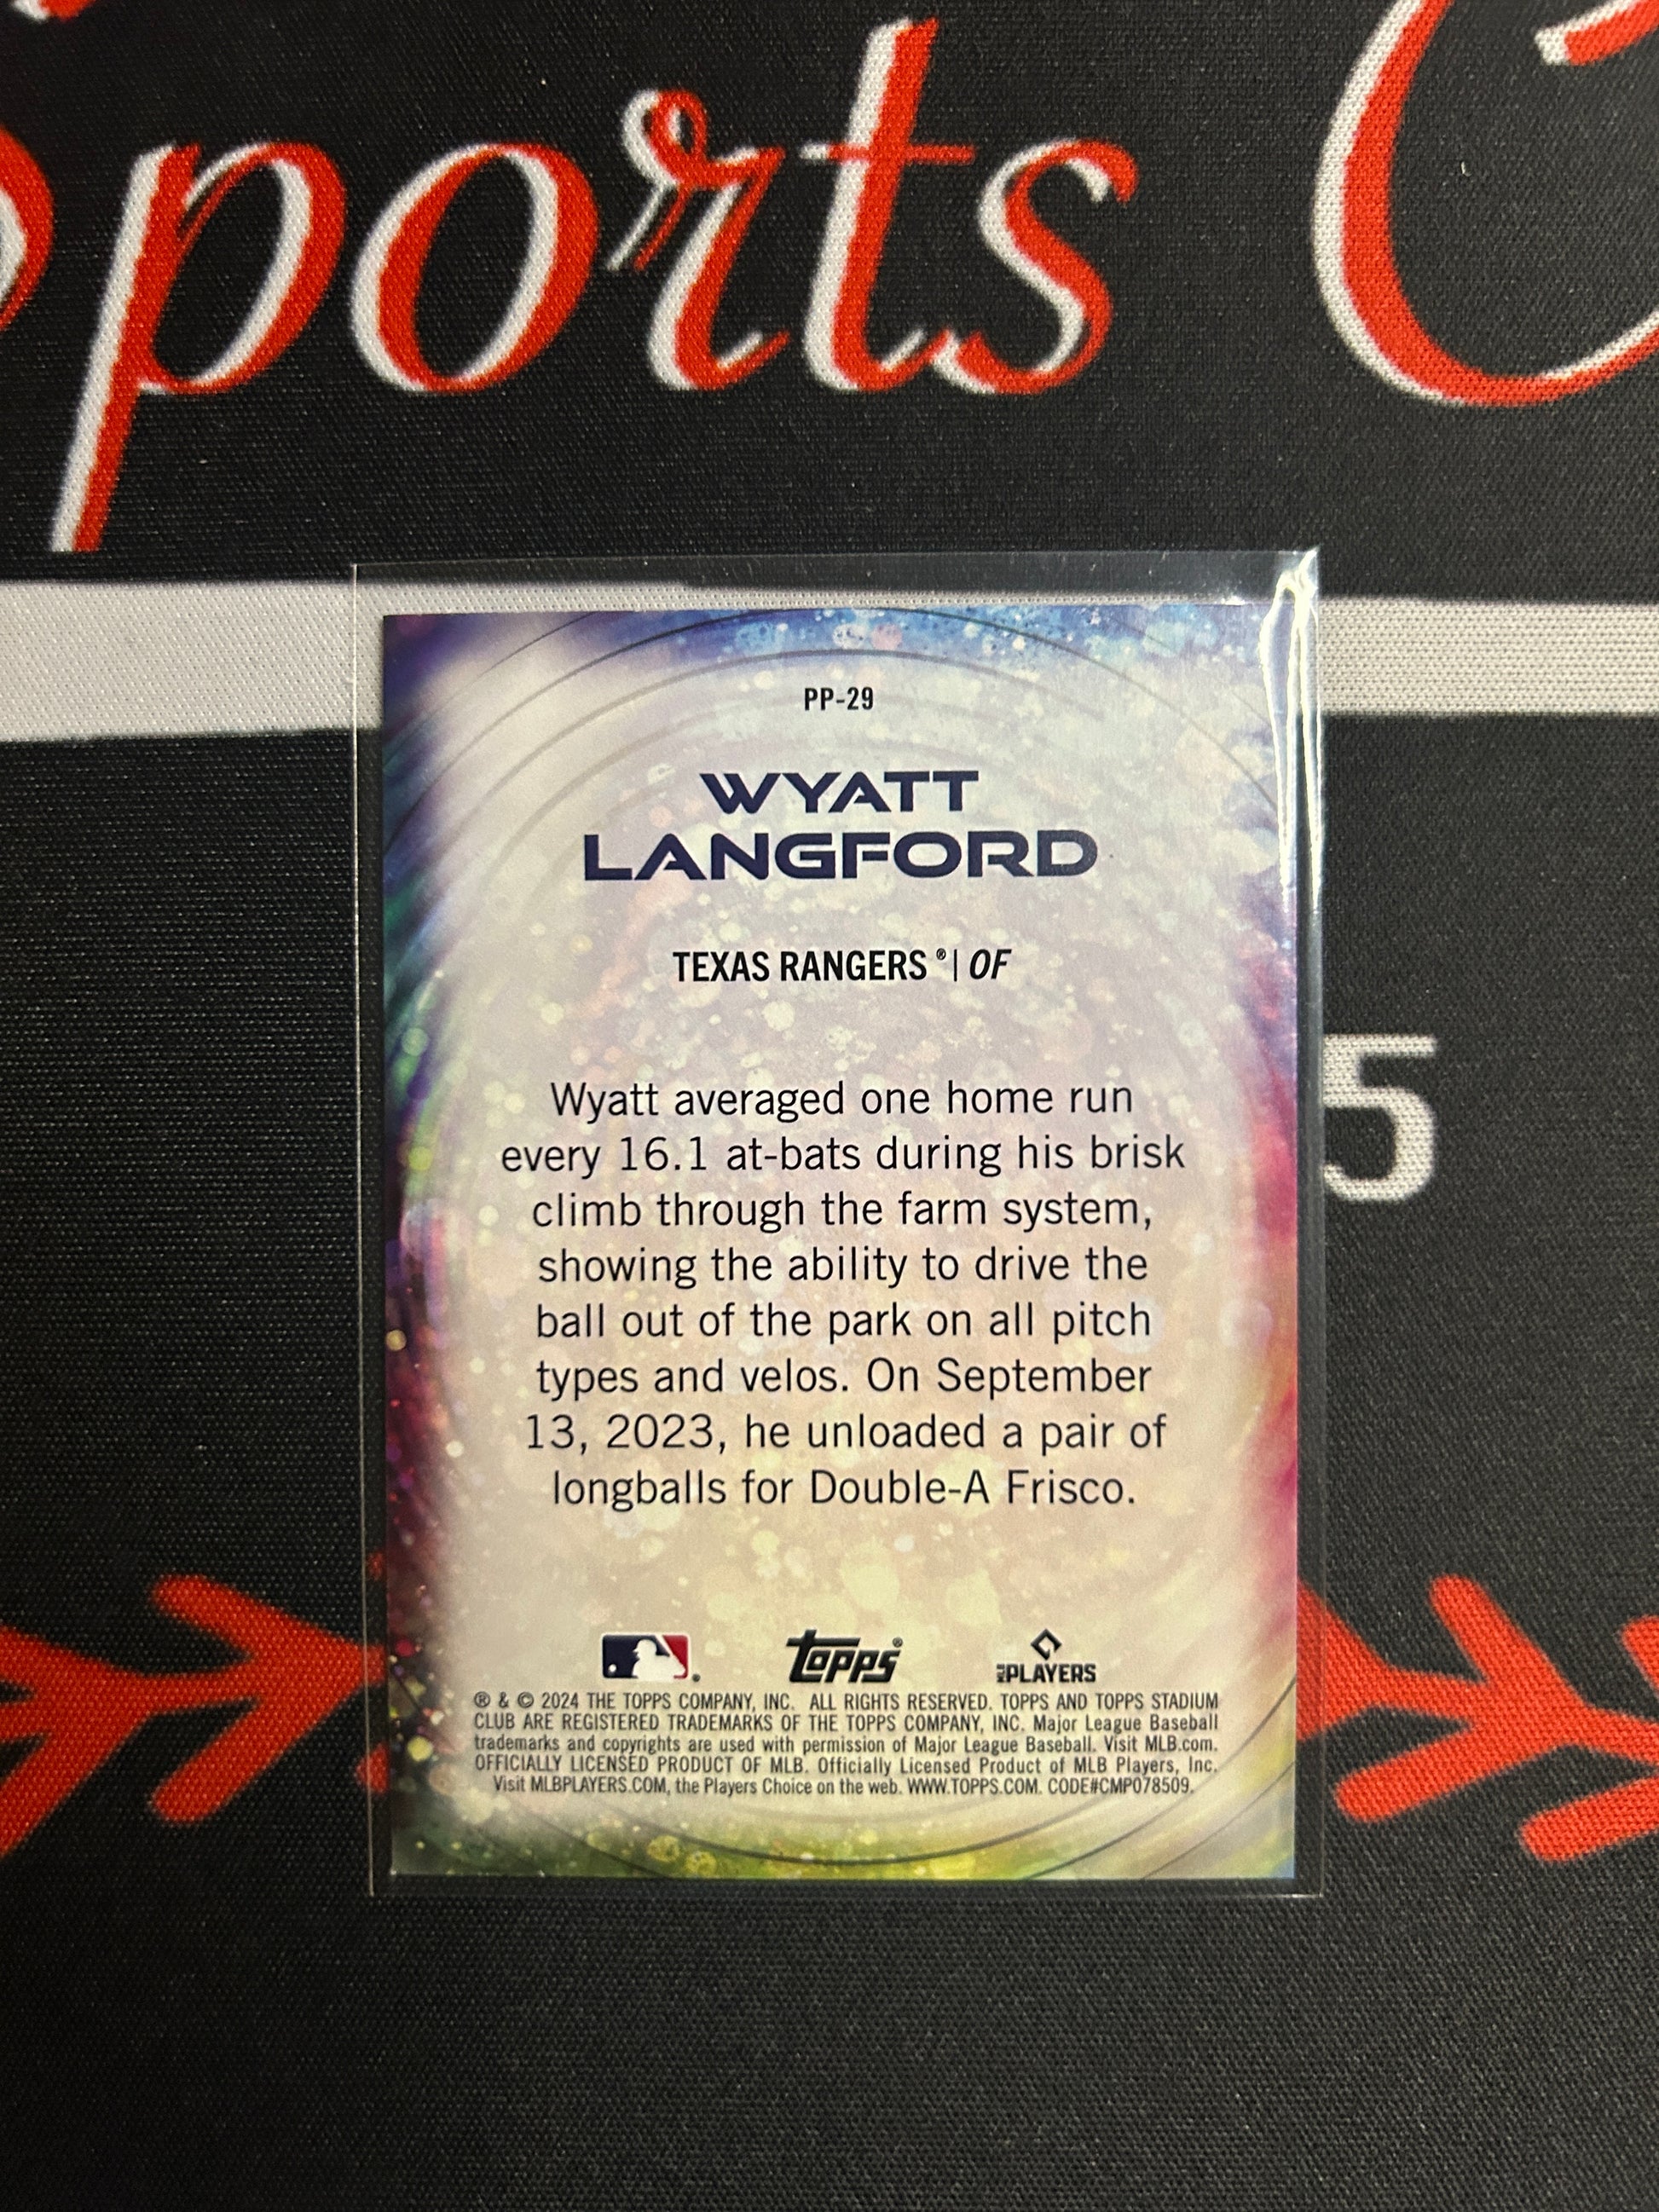 Sports C
PP-29
WYATT
LANGFORD
TEXAS RANGERS® | OF
5
Wyatt averaged one home run
every 16.1 at-bats during his brisk
climb through the farm system,
showing the ability to drive the
ball out of the park on all pitch
types and velos. On September
13, 2023, he unloaded a pair of
longballs for Double-A Frisco.
Topps®
PLAYERS
® & © 2024 THE TOPPS COMPANY, INC. ALL RIGHTS RESERVED. TOPPS AND TOPPS STADIUM
CLUB ARE REGISTERED TRADEMARKS OF THE TOPPS COMPANY, INC. Major League Baseball
trademarks and copyrights are used with permission of Major League Baseball. Visit MLB.com.
OFFICIALLY LICENSED PRODUCT OF MLB. Officially Licensed Product of MLB Players, Inc.
Visit MLBPLAYERS.COM, the Players Choice on the web. WWW.TOPPS.COM. CODE#CMP078509.